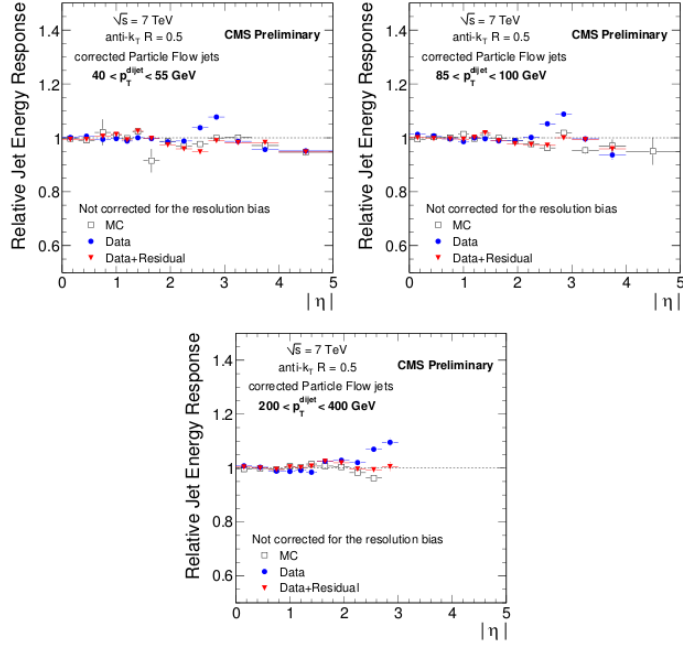 Relative Jet Energy Response
1.4
1.2
1
0.8
0.6
√s = 7 TeV
CMS Preliminary
anti-kT R = 0.5
corrected Particle Flow jets
40 < pT^dijet < 55 GeV
Not corrected for the resolution bias
MC
Data
Data+Residual
0 1 2 3 4 5
|η|
Relative Jet Energy Response
1.4
1.2
1
0.8
0.6
√s = 7 TeV
CMS Preliminary
anti-kT R = 0.5
corrected Particle Flow jets
85 < pT^dijet < 100 GeV
Not corrected for the resolution bias
MC
Data
Data+Residual
0 1 2 3 4 5
|η|
Relative Jet Energy Response
1.4
1.2
1
0.8
0.6
√s = 7 TeV
CMS Preliminary
anti-kT R = 0.5
corrected Particle Flow jets
200 < pT^dijet < 400 GeV
Not corrected for the resolution bias
MC
Data
Data+Residual
0 1 2 3 4 5
|η|